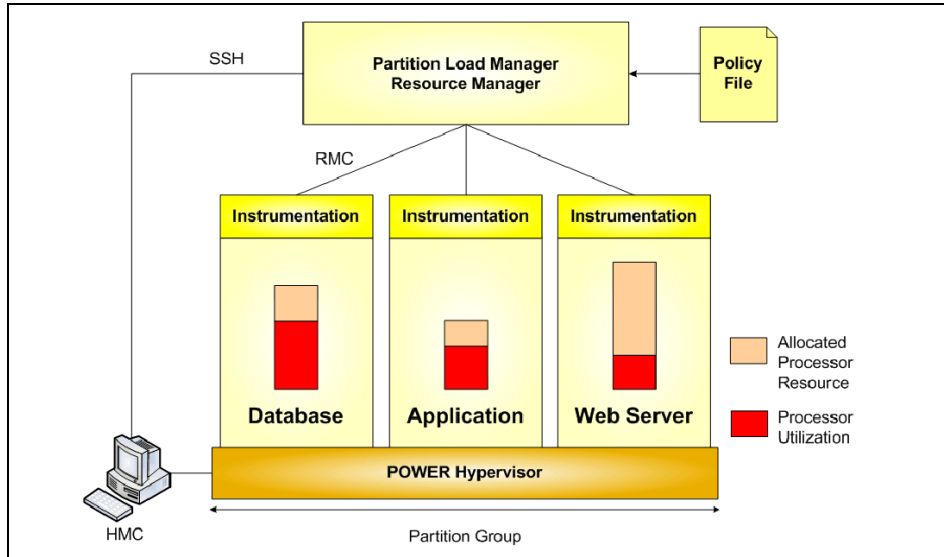 SSH
Partition Load Manager
Resource Manager
Policy
File
RMC
Instrumentation
Instrumentation
Instrumentation
Allocated
Processor
Resource
Processor
Utilization
Database
Application
Web Server
POWER Hypervisor
HMC
Partition Group